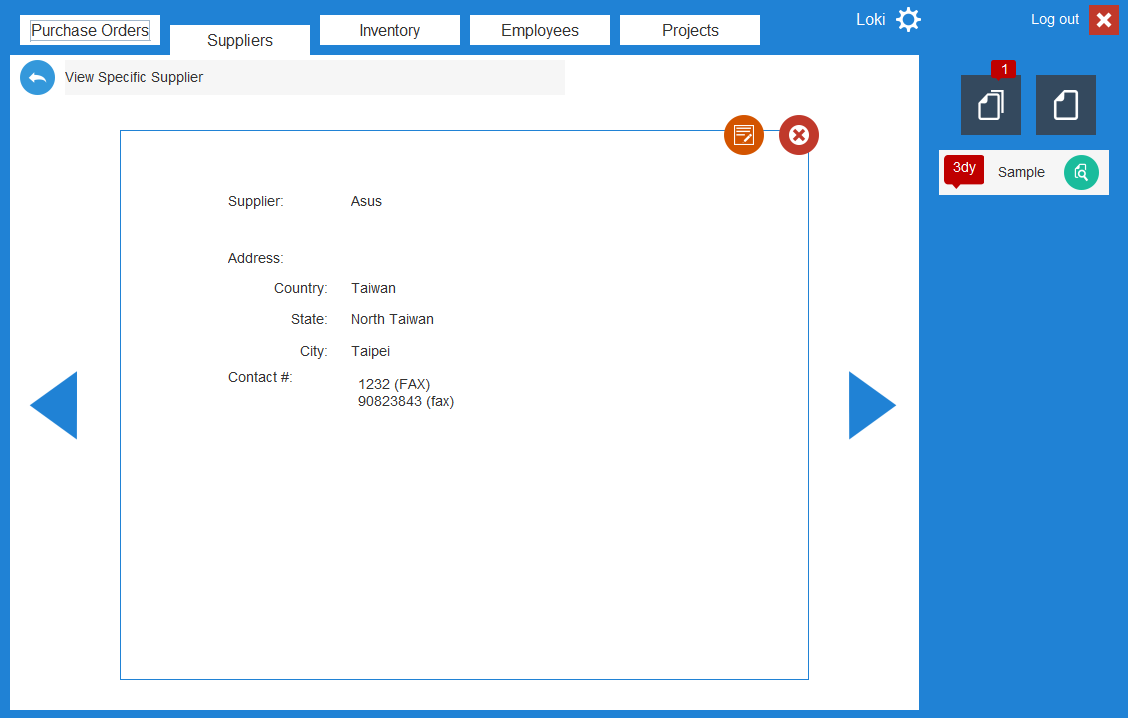 Purchase Orders
Suppliers
Inventory
Employees
Projects
Loki
Log out
View Specific Supplier
1
3dy
Sample
Supplier: Asus
Address:
Country: Taiwan
State: North Taiwan
City: Taipei
Contact #:
1232 (FAX)
90823843 (fax)